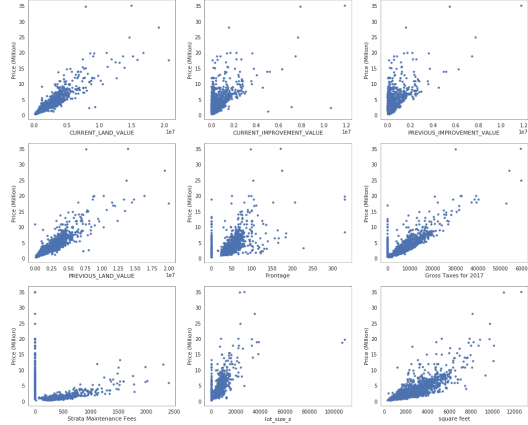 Price (Million)
35
30
25
20
15
10
5
0
0.0 0.5 1.0 1.5 2.0
1e7
CURRENT_LAND_VALUE
Price (Million)
35
30
25
20
15
10
5
0
0.0 0.2 0.4 0.6 0.8 1.0 1.2
1e7
CURRENT_IMPROVEMENT_VALUE
Price (Million)
35
30
25
20
15
10
5
0
0.0 0.2 0.4 0.6 0.8 1.0 1.2
1e7
PREVIOUS_IMPROVEMENT_VALUE
Price (Million)
35
30
25
20
15
10
5
0
0.00 0.25 0.50 0.75 1.00 1.25 1.50 1.75 2.00
1e7
PREVIOUS_LAND_VALUE
Price (Million)
35
30
25
20
15
10
5
0
0 50 100 150 200 250 300
Frontage
Price (Million)
35
30
25
20
15
10
5
0
0 10000 20000 30000 40000 50000 60000
Gross Taxes for 2017
Price (Million)
35
30
25
20
15
10
5
0
0 500 1000 1500 2000 2500
Strata Maintenance Fees
Price (Million)
35
30
25
20
15
10
5
0
0 20000 40000 60000 80000 100000
lot_size_z
Price (Million)
35
30
25
20
15
10
5
0
0 2000 4000 6000 8000 10000 12000
square feet